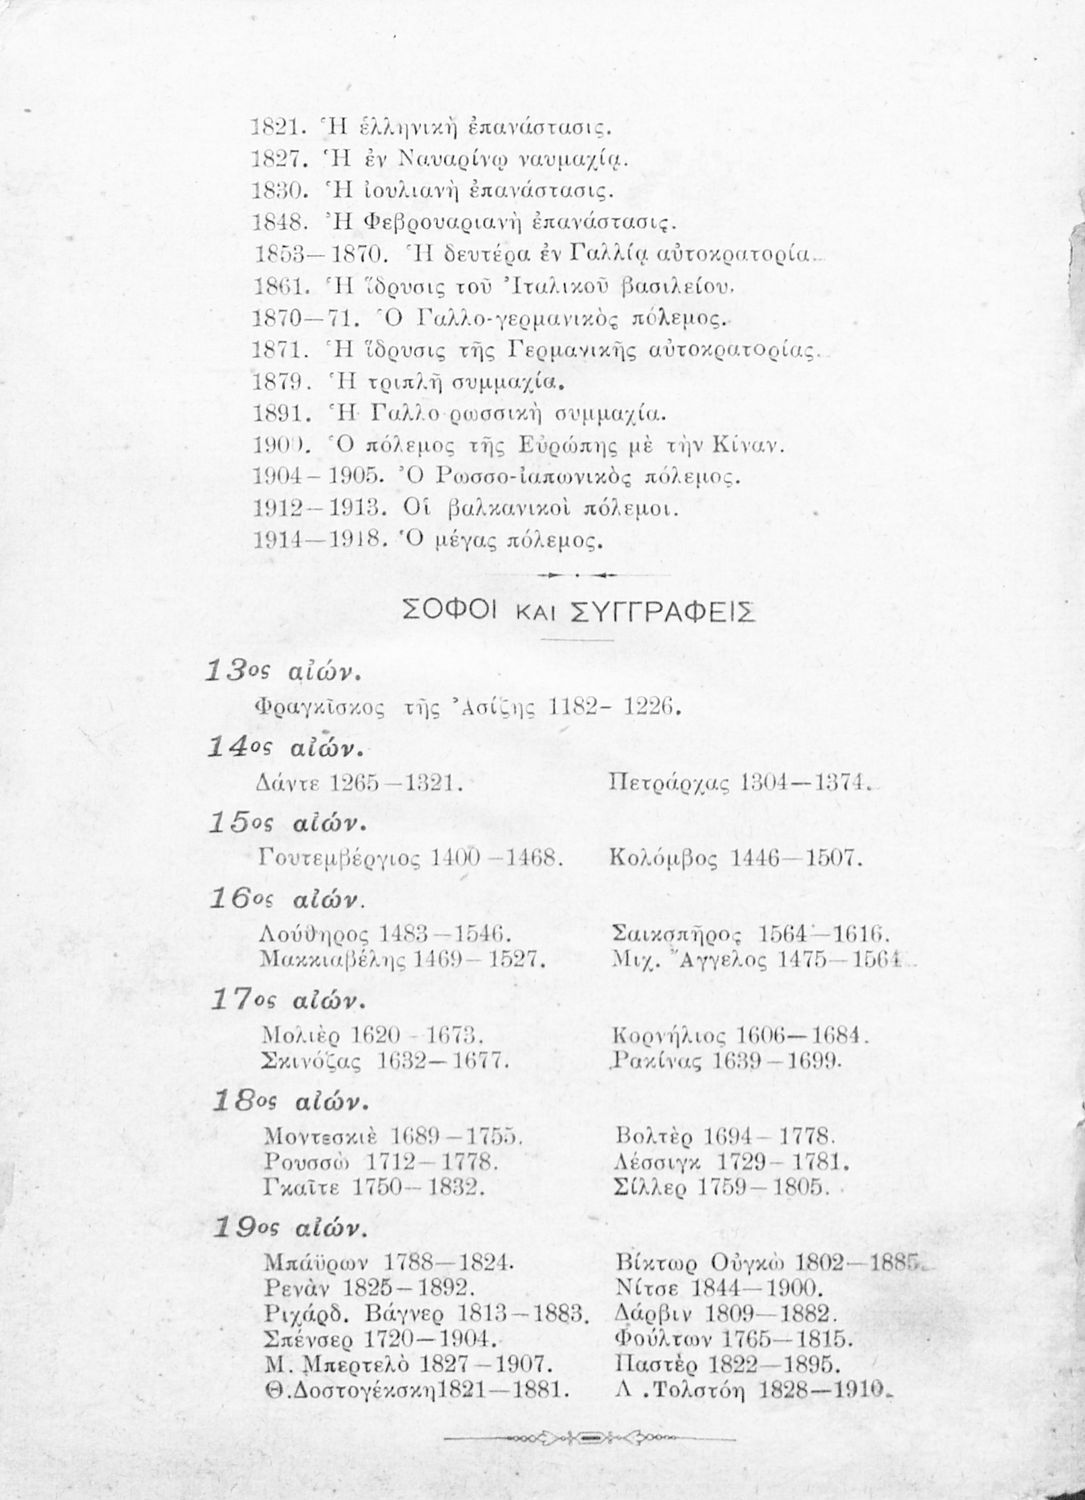 1821. Ἡ ἑλληνικὴ ἐπανάστασις.
1827. Ἡ ἐν Ναυαρίνῳ ναυμαχίᾳ.
1830. Ἡ ἰουλιανὴ ἐπανάστασις.
1848. Ἡ Φεβρουαριανὴ ἐπανάστασις.
1853—1870. Ἡ δευτέρα ἐν Γαλλίᾳ αὐτοκρατορία.
1861. Ἡ ἵδρυσις τοῦ Ἰταλικοῦ βασιλείου.
1870—71. Ὁ Γαλλο-γερμανικὸς πόλεμος.
1871. Ἡ ἵδρυσις τῆς Γερμανικῆς αὐτοκρατορίας.
1879. Ἡ τριπλῆ συμμαχία.
1891. Ἡ Γαλλο ρωσσικὴ συμμαχία.
1900. Ὁ πόλεμος τῆς Εὐρώπης μὲ τὴν Κίναν.
1904—1905. Ὁ Ρωσσο-ἰαπωνικὸς πόλεμος.
1912—1913. Οἱ βαλκανικοὶ πόλεμοι.
1914—1918. Ὁ μέγας πόλεμος.
ΣΟΦΟΙ ΚΑΙ ΣΥΓΓΡΑΦΕΙΣ
13ος αἰών.
Φραγκῖσκος τῆς Ἀσίζης 1182- 1226.
14ος αἰών.
Δάντε 1265—1321. Πετράρχας 1304—1374.
15ος αἰών.
Γουτεμβέργιος 1400—1468. Κολόμβος 1446—1507.
16ος αἰών.
Λούθηρος 1483—1546. Σαικσπῆρος 1564—1616.
Μακκιαβέλης 1469—1527. Μιχ. Ἄγγελος 1475—1564
17ος αἰών.
Μολιὲρ 1620-1673. Κορνήλιος 1606—1684.
Σκινόζας 1632—1677. Ρακίνας 1639—1699.
18ος αἰών.
Μοντεσκιὲ 1689—1755. Βολτὲρ 1694—1778.
Ρουσσὼ 1712—1778. Λέσσιγκ 1729—1781.
Γκαῖτε 1750—1832. Σίλλερ 1759—1805.
19ος αἰών.
Μπάϋρων 1788—1824. Βίκτωρ Οὑγκὼ 1802—1885.
Ρενὰν 1825—1892. Νίτσε 1844—1900.
Ριχάρδ. Βάγνερ 1813—1883. Δάρβιν 1809—1882.
Σπένσερ 1720—1904. Φούλτων 1765—1815.
Μ. Μπερτελὸ 1827—1907. Παστὲρ 1822—1895.
Θ.Δοστογέκσκη1821—1881. Λ .Τολστόη 1828—1910.